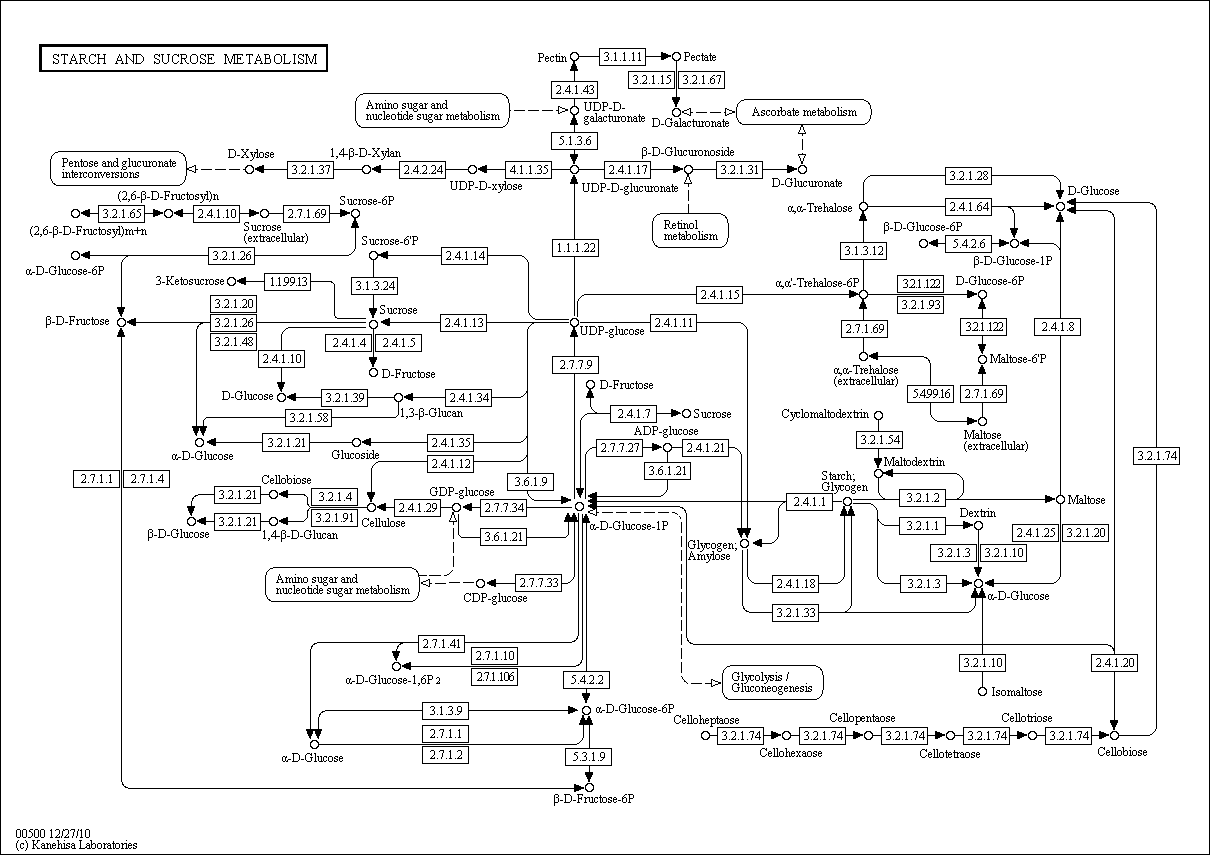 STARCH AND SUCROSE METABOLISM
Pectin
3.1.1.11
Pectate
3.2.1.15
3.2.1.67
2.4.1.43
Amino sugar and
nucleotide sugar metabolism
UDP-D-
galacturonate
D-Galacturonate
Ascorbate metabolism
5.1.3.6
Pentose and glucuronate
interconversions
D-Xylose
3.2.1.37
1,4-β-D-Xylan
2.4.2.24
UDP-D-xylose
4.1.1.35
UDP-D-glucuronate
2.4.1.17
β-D-Glucuronoside
3.2.1.31
D-Glucuronate
Retinol
metabolism
(2,6-β-D-Fructosyl)n
3.2.1.65
2.4.1.10
2.7.1.69
Sucrose-6P
(2,6-β-D-Fructosyl)m+n
Sucrose
(extracellular)
α-D-Glucose-6P
3.2.1.26
Sucrose-6'P
2.4.1.14
1.1.1.22
3-Ketosucrose
1.1.99.13
3.1.3.24
3.2.1.20
3.2.1.26
3.2.1.48
β-D-Fructose
Sucrose
2.4.1.13
UDP-glucose
2.4.1.11
2.4.1.15
2.4.1.4
2.4.1.5
2.4.1.10
D-Fructose
2.7.7.9
D-Glucose
3.2.1.39
2.4.1.34
1,3-β-Glucan
3.2.1.58
D-Fructose
2.4.1.7
Sucrose
α-D-Glucose
3.2.1.21
Glucoside
2.4.1.35
2.4.1.12
ADP-glucose
2.7.7.27
2.4.1.21
3.6.1.21
α,α-Trehalose
3.2.1.28
D-Glucose
2.4.1.64
β-D-Glucose-6P
5.4.2.6
β-D-Glucose-1P
3.1.3.12
α,α'-Trehalose-6P
3.2.1.122
3.2.1.93
D-Glucose-6P
2.7.1.69
3.2.1.122
2.4.1.8
α,α-Trehalose
(extracellular)
Maltose-6'P
5.4.99.16
2.7.1.69
Maltose
(extracellular)
Cyclomaltodextrin
3.2.1.54
Maltodextrin
3.2.1.74
2.7.1.1
2.7.1.4
Cellobiose
3.2.1.21
3.2.1.4
β-D-Glucose
3.2.1.21
3.2.1.91
1,4-β-D-Glucan
Cellulose
2.4.1.29
GDP-glucose
2.7.7.34
3.6.1.21
3.6.1.9
α-D-Glucose-1P
Starch;
Glycogen
2.4.1.1
3.2.1.2
Maltose
Dextrin
3.2.1.1
2.4.1.25
3.2.1.20
Glycogen;
Amylose
3.2.1.3
3.2.1.10
2.4.1.18
3.2.1.3
α-D-Glucose
3.2.1.33
Amino sugar and
nucleotide sugar metabolism
2.7.7.33
CDP-glucose
2.7.1.41
2.7.1.10
2.7.1.106
α-D-Glucose-1,6P2
5.4.2.2
Glycolysis /
Gluconeogenesis
3.2.1.10
2.4.1.20
Isomaltose
3.1.3.9
2.7.1.1
2.7.1.2
α-D-Glucose
α-D-Glucose-6P
5.3.1.9
β-D-Fructose-6P
Celloheptaose
3.2.1.74
Cellohexaose
3.2.1.74
Cellopentaose
3.2.1.74
Cellotetraose
3.2.1.74
Cellotriose
3.2.1.74
Cellobiose
00500 12/27/10
(c) Kanehisa Laboratories